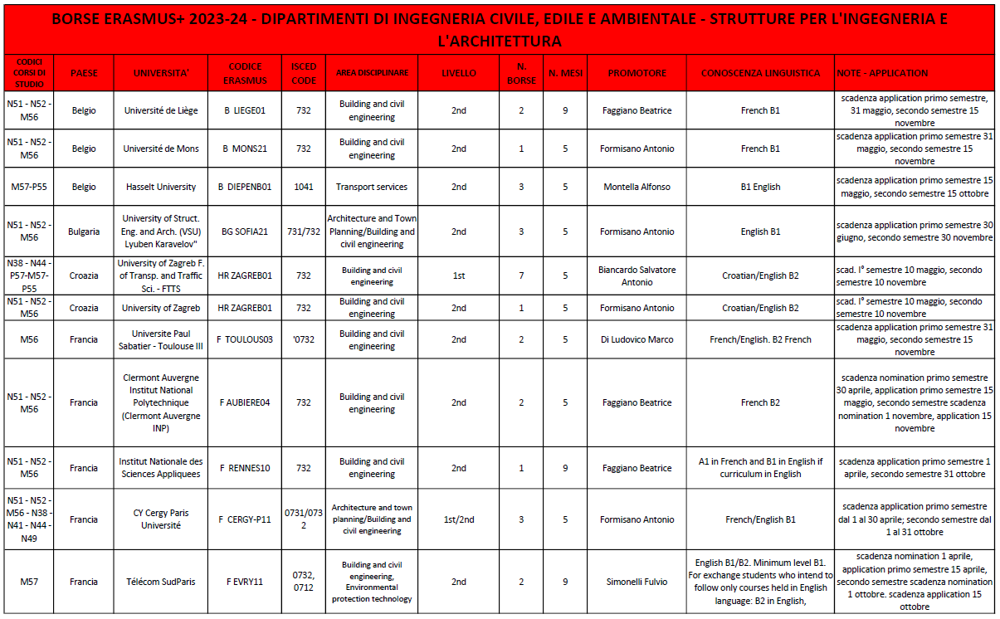 BORSE ERASMUS+ 2023-24 - DIPARTIMENTI DI INGEGNERIA CIVILE, EDILE E AMBIENTALE - STRUTTURE PER L'INGEGNERIA E
L'ARCHITETTURA
CODICI
CORSI DI
STUDIO
PAESE
UNIVERSITA'
CODICE
ERASMUS
ISCED
CODE
AREA DISCIPLINARE
LIVELLO
N.
BORSE
N. MESI
PROMOTORE
CONOSCENZA LINGUISTICA
NOTE - APPLICATION
N51 - N52 -
M56
Belgio
Université de Liège
B LIEGE01
732
Building and civil
engineering
2nd
2
9
Faggiano Beatrice
French B1
scadenza application primo semestre,
31 maggio, secondo semestre 15
novembre
N51 - N52 -
M56
Belgio
Université de Mons
B MONS21
732
Building and civil
engineering
2nd
1
5
Formisano Antonio
French B1
scadenza application primo semestre 31
maggio, secondo semestre 15
novembre
M57-P55
Belgio
Hasselt University
B DIEPENB01
1041
Transport services
2nd
3
5
Montella Alfonso
B1 English
scadenza application primo semestre 15
maggio, secondo semestre 15 ottobre
N51 - N52 -
M56
Bulgaria
University of Struct.
Eng. and Arch. (VSU)
Lyuben Karavelov"
BG SOFIA21
731/732
Architecture and Town
Planning/Building and
civil engineering
2nd
3
5
Formisano Antonio
English B1
scadenza application primo semestre 30
giugno, secondo semestre 30 novembre
N38 - N44 -
P57-M57-
P55
Croazia
University of Zagreb F.
of Transp. and Traffic
Sci. - FTTS
HR ZAGREB01
732
Building and civil
engineering
1st
7
5
Biancardo Salvatore
Antonio
Croatian/English B2
scad. I° semestre 10 maggio, secondo
semestre 10 novembre
N51 - N52 -
M56
Croazia
University of Zagreb
HR ZAGREB01
732
Building and civil
engineering
2nd
1
5
Formisano Antonio
Croatian/English B2
scad. I° semestre 10 maggio, secondo
semestre 10 novembre
M56
Francia
Universite Paul
Sabatier - Toulouse III
F TOULOUS03
'0732
Building and civil
engineering
2nd
2
5
Di Ludovico Marco
French/English. B2 French
scadenza application primo semestre 31
maggio, secondo semestre 15
novembre
N51 - N52 -
M56
Francia
Clermont Auvergne
Institut National
Polytechnique
(Clermont Auvergne
INP)
F AUBIERE04
732
Building and civil
engineering
2nd
2
5
Faggiano Beatrice
French B2
scadenza nomination primo semestre
30 aprile, application primo semestre 15
maggio, secondo semestre scadenza
nomination 1 novembre, application 15
novembre
N51 - N52 -
M56
Francia
Institut Nationale des
Sciences Appliquees
F RENNES10
732
Building and civil
engineering
2nd
1
9
Faggiano Beatrice
A1 in French and B1 in English if
curriculum in English
scadenza application primo semestre 1
aprile, secondo semestre 31 ottobre
N51 - N52 -
M56 - N38 -
N41 - N44 -
N49
Francia
CY Cergy Paris
Université
F CERGY-P11
0731/073
2
Architecture and town
planning/Building and
civil engineering
1st/2nd
3
5
Formisano Antonio
French/English B1
scadenza application primo semestre
dal 1 al 30 aprile; secondo semestre dal
1 al 31 ottobre
M57
Francia
Télécom SudParis
F EVRY11
0732,
0712
Building and civil
engineering,
Environmental
protection technology
2nd
2
9
Simonelli Fulvio
English B1/B2. Minimum level B1.
For exchange students who intend to
follow only courses held in English
language: B2 in English,
scadenza nomination 1 aprile,
application primo semestre 15 aprile,
secondo semestre scadenza nomination
1 ottobre. scadenza application 15
ottobre